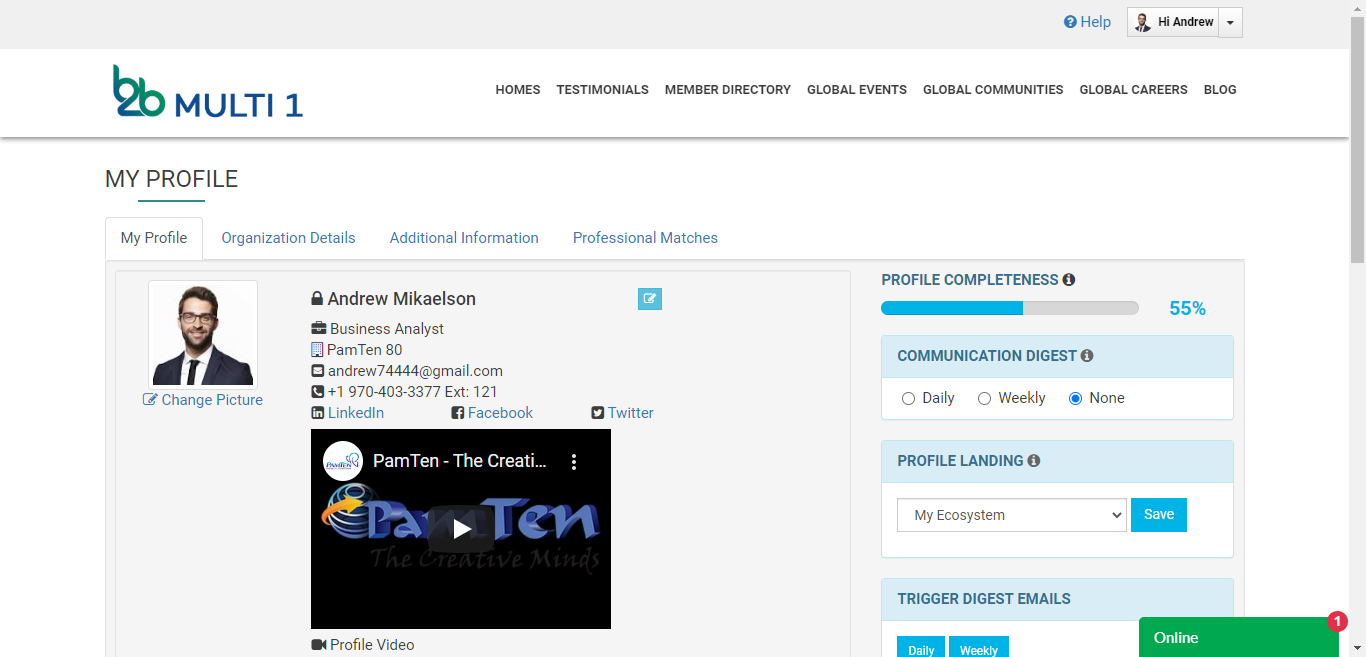 Help
Hi Andrew
b2b MULTI 1
HOMES TESTIMONIALS MEMBER DIRECTORY GLOBAL EVENTS GLOBAL COMMUNITIES GLOBAL CAREERS BLOG
MY PROFILE
My Profile Organization Details Additional Information Professional Matches
Andrew Mikaelson
Business Analyst
PamTen 80
andrew74444@gmail.com
+1 970-403-3377 Ext: 121
LinkedIn Facebook Twitter
Change Picture
PAMTEN
PamTen - The Creati...
PamTen
The Creative Minds
Profile Video
PROFILE COMPLETENESS
55%
COMMUNICATION DIGEST
Daily Weekly None
PROFILE LANDING
My Ecosystem Save
TRIGGER DIGEST EMAILS
Daily Weekly
Online
1